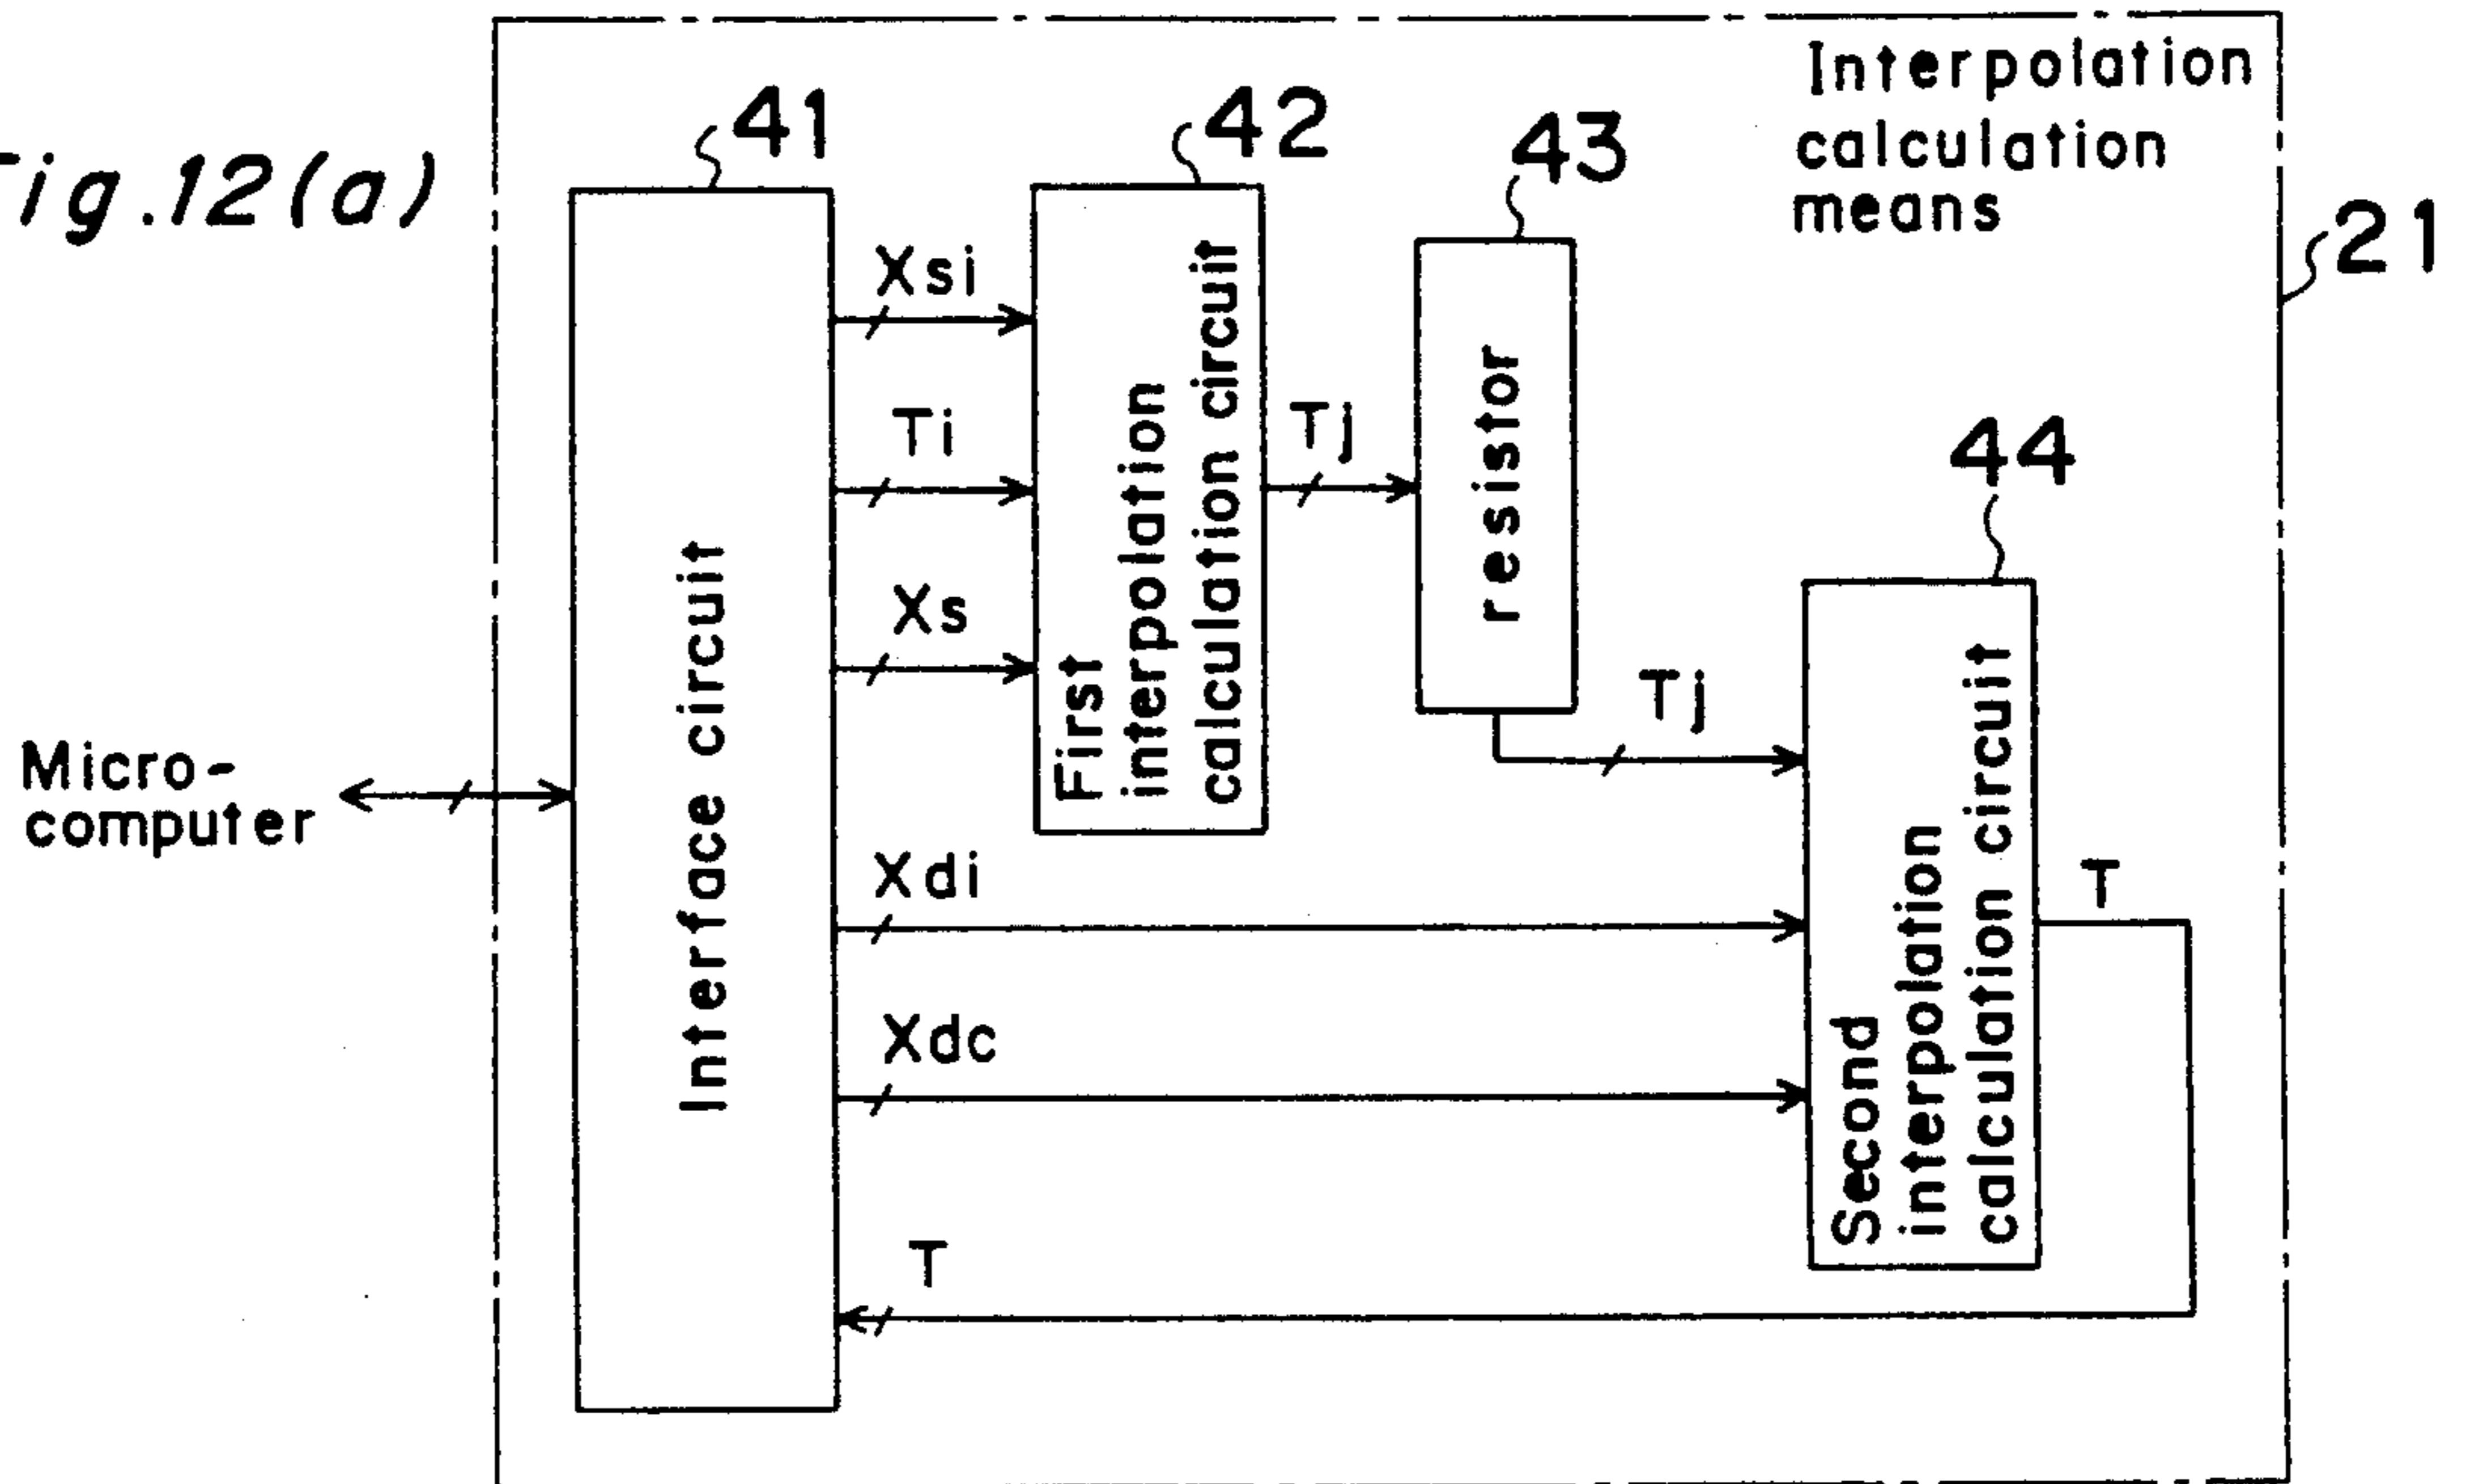 Fig.12(a)
Interpolation
calculation
means
21
41
42
43
44
Interface circuit
Xsi
Ti
Xs
First
interpolation
calculation circuit
Tj
resistor
Tj
Second
interpolation
calculation circuit
Micro-
computer
Xdi
Xdc
T
T